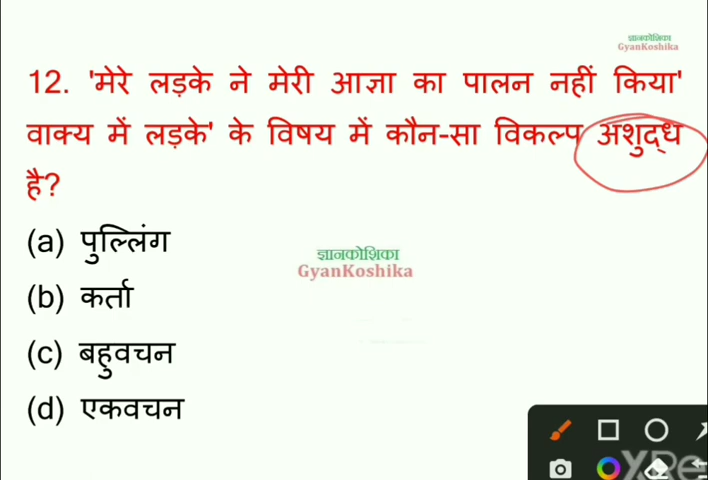 ज्ञानकोशिका
GyanKoshika
12. 'मेरे लड़के ने मेरी आज्ञा का पालन नहीं किया'
वाक्य में लड़के' के विषय में कौन-सा विकल्प अशुद्ध
है?
(a) पुल्लिंग
ज्ञानकोशिका
GyanKoshika
(b) कर्ता
(c) बहुवचन
(d) एकवचन